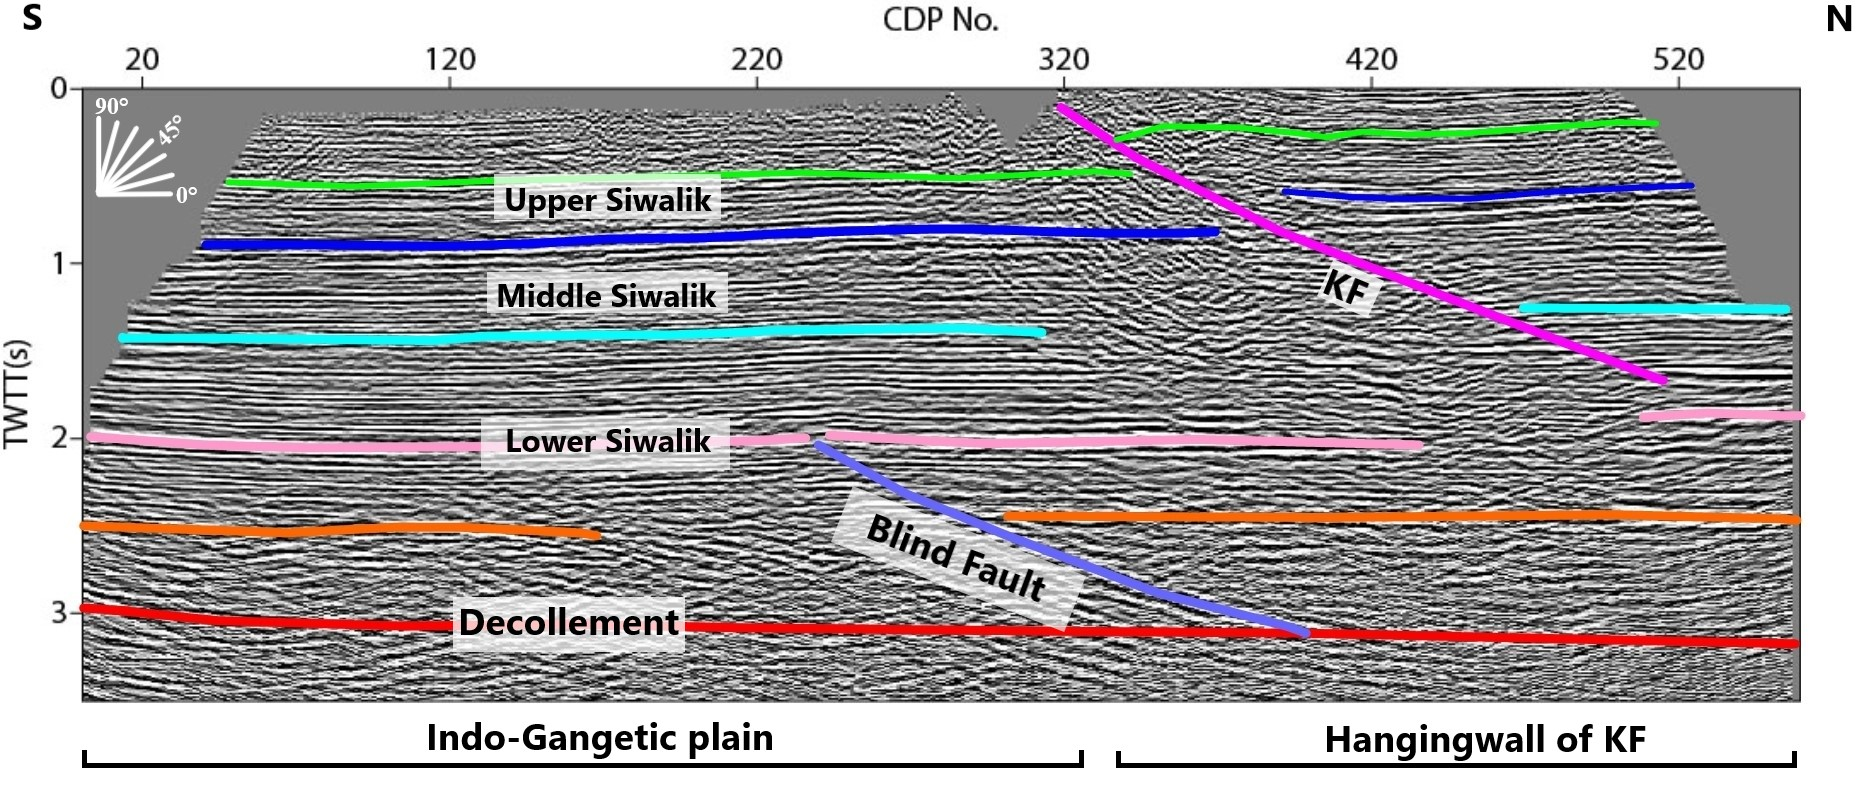 S
CDP No.
N
20 120 220 320 420 520
0
90°
45°
0°
Upper Siwalik
1
Middle Siwalik
KF
TWTT(s)
2
Lower Siwalik
Blind Fault
3
Decollement
Indo-Gangetic plain
Hangingwall of KF